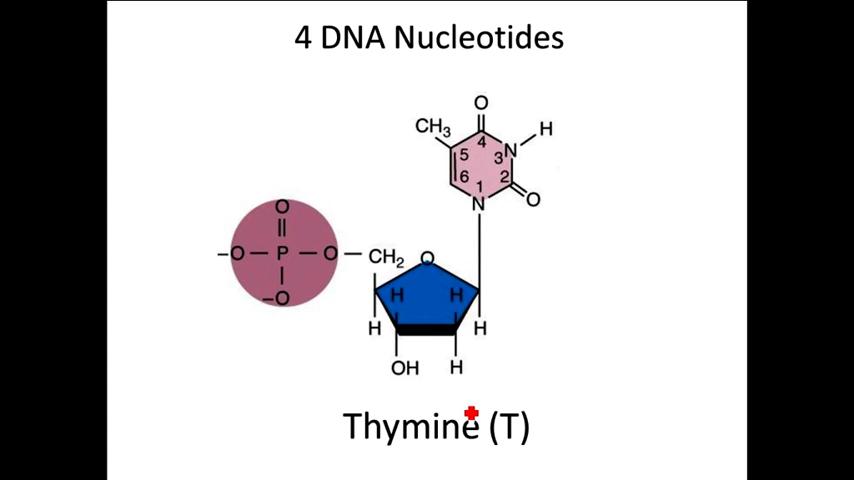 4 DNA Nucleotides
O
CH3 4 H
5 3 N
6 1 2
N O
O
–O – P – O – CH2 O
–O
H H
H H
OH H
Thymine (T)